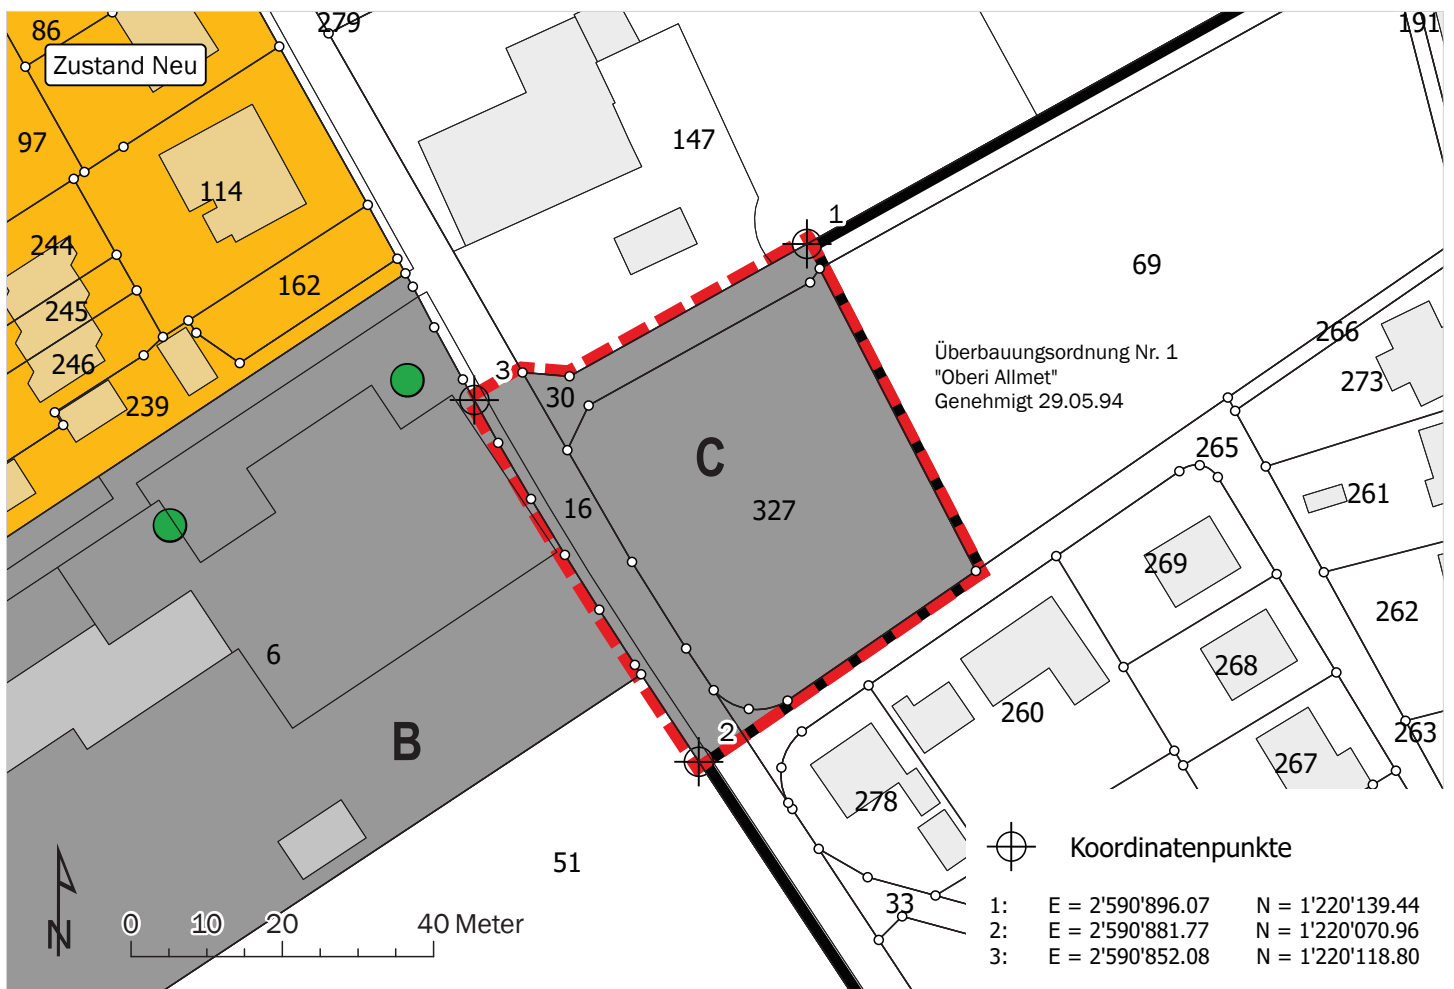 86
279
191
Zustand Neu
97
147
114
1
244
69
162
245
Überbauungsordnung Nr. 1
"Oberi Allmet"
Genehmigt 29.05.94
266
246
3
273
30
239
C
265
261
16
327
269
262
6
268
260
B
2
263
267
278
Koordinatenpunkte
51
33
1: E = 2'590'896.07 N = 1'220'139.44
2: E = 2'590'881.77 N = 1'220'070.96
3: E = 2'590'852.08 N = 1'220'118.80
N
0 10 20 40 Meter